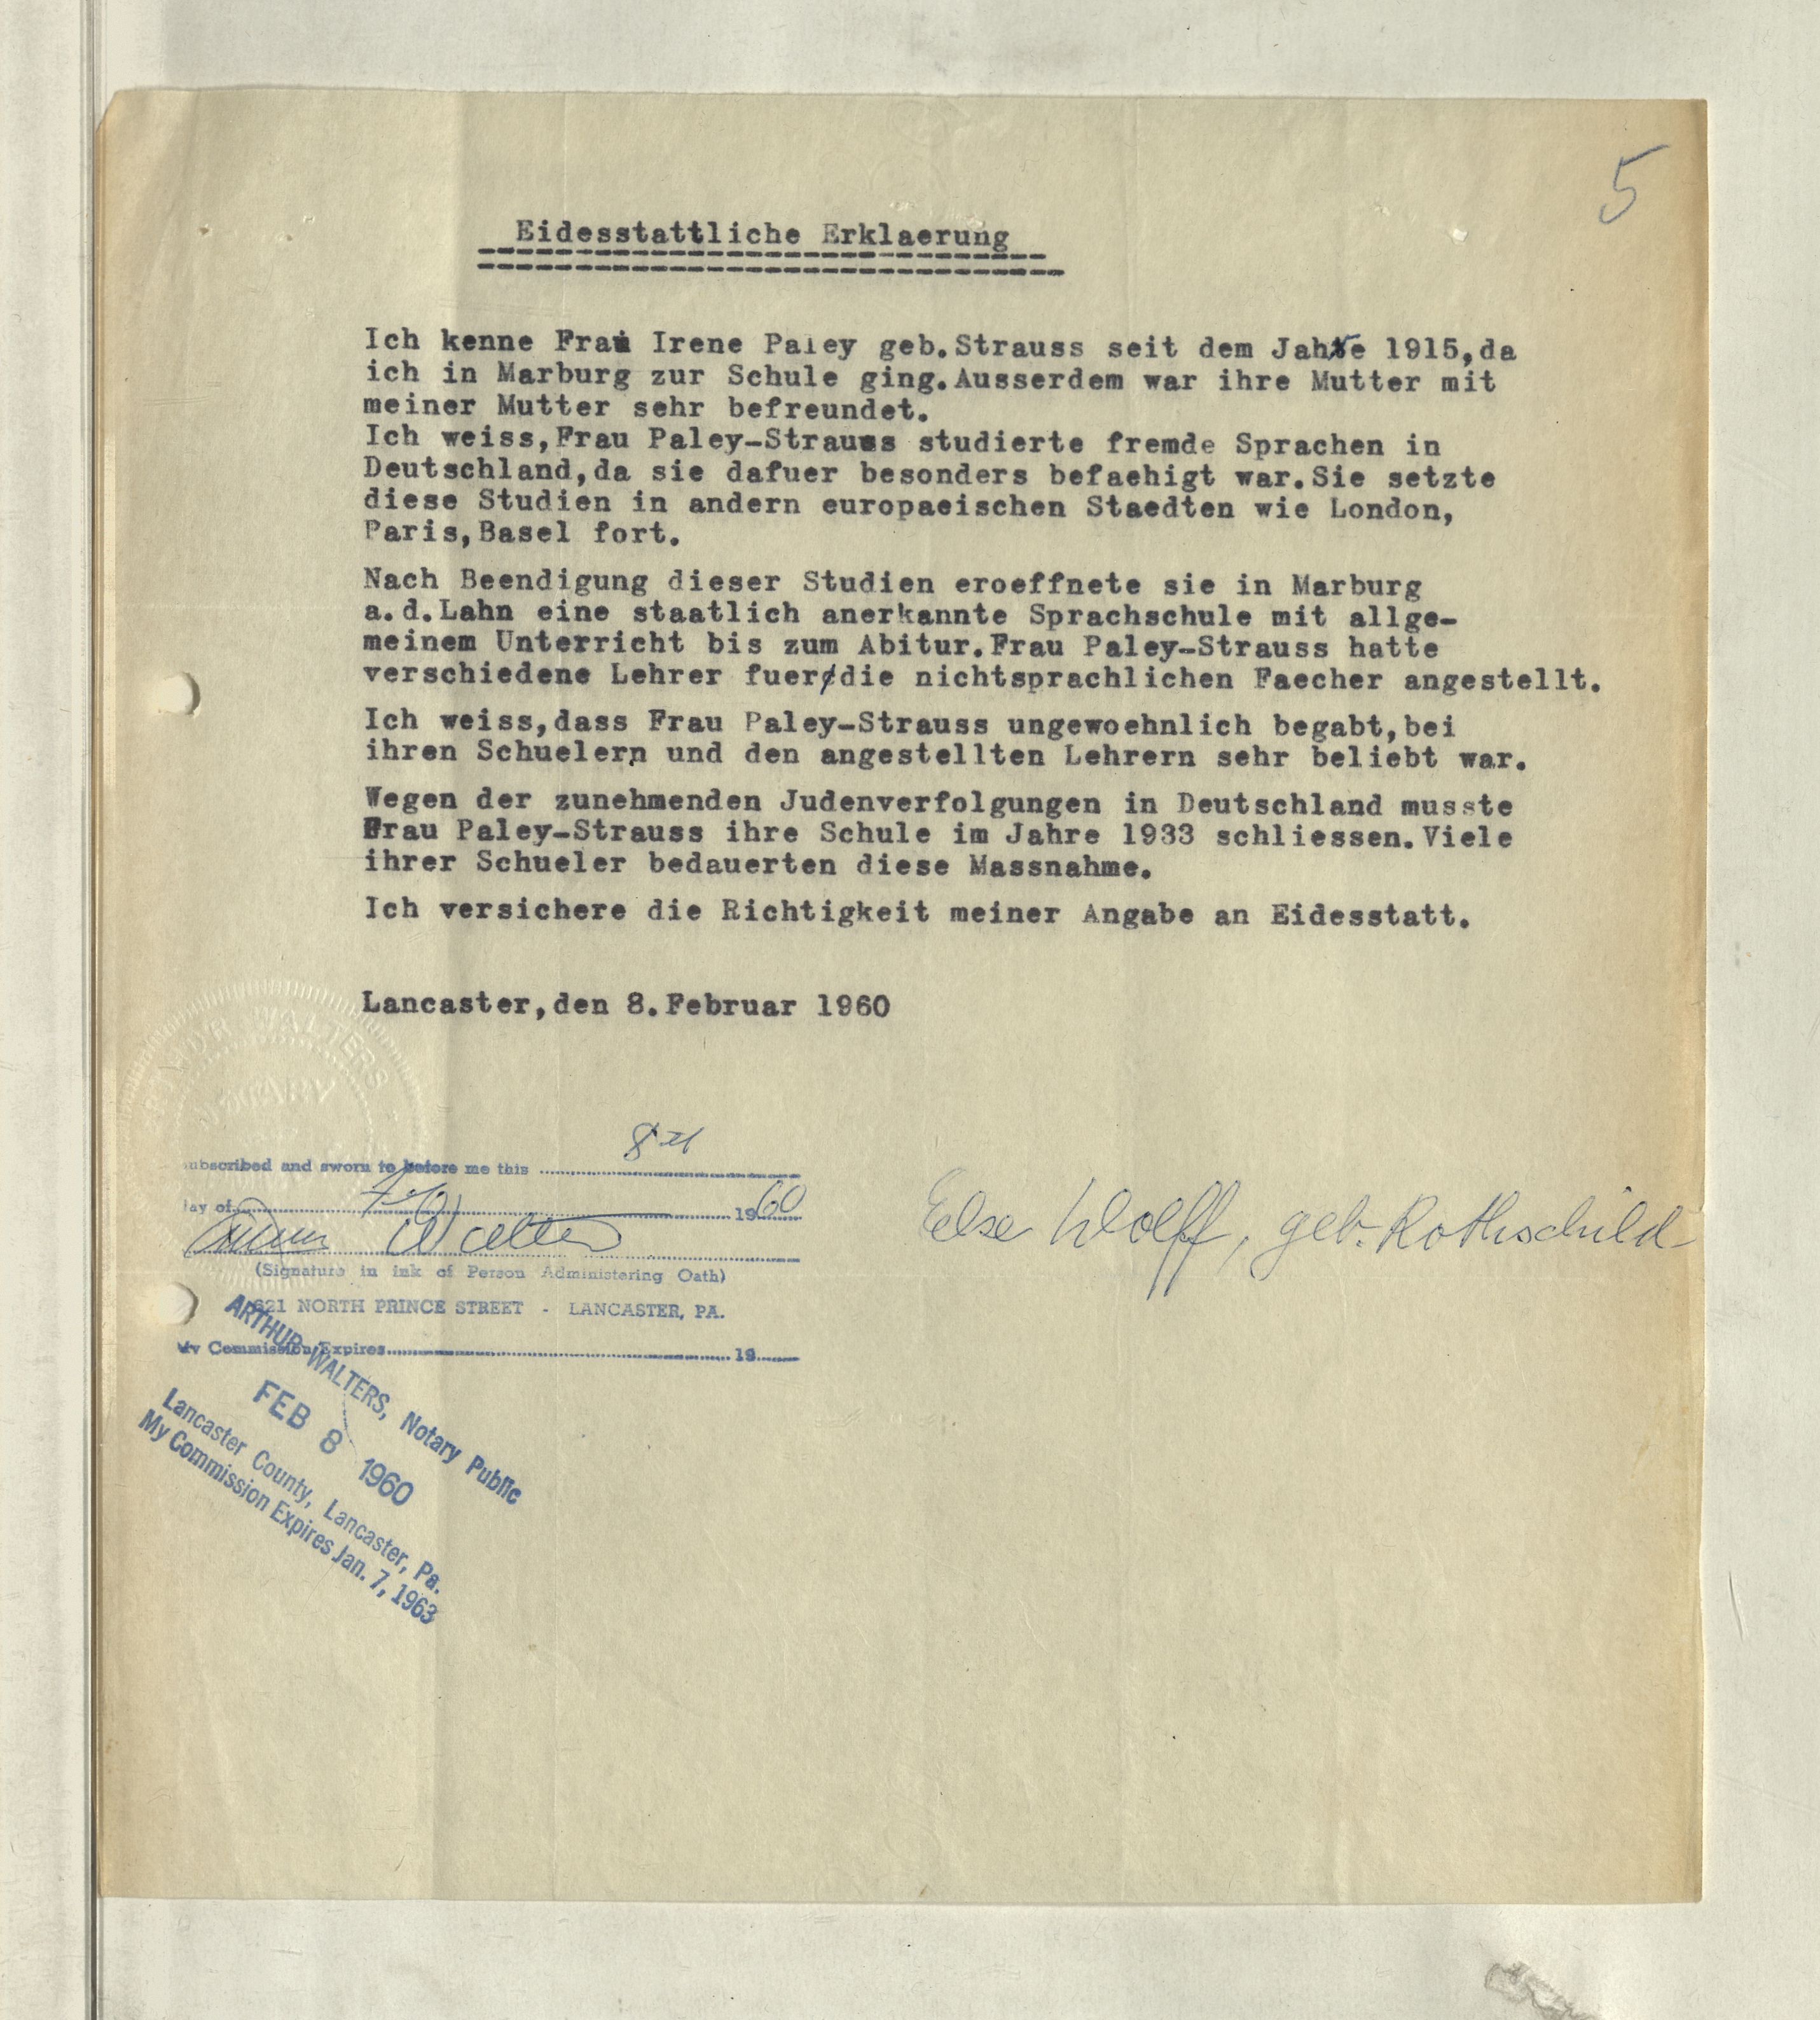 5
Eidesstattliche Erklaerung
Ich kenne Frau Irene Paley geb.Strauss seit dem Jahre 1915,da
ich in Marburg zur Schule ging.Ausserdem war ihre Mutter mit
meiner Mutter sehr befreundet.
Ich weiss,Frau Paley-Strauss studierte fremde Sprachen in
Deutschland,da sie dafuer besonders befaehigt war.Sie setzte
diese Studien in andern europaeischen Staedten wie London,
Paris,Basel fort.
Nach Beendigung dieser Studien eroeffnete sie in Marburg
a.d.Lahn eine staatlich anerkannte Sprachschule mit allge-
meinem Unterricht bis zum Abitur.Frau Paley-Strauss hatte
verschiedene Lehrer fuer die nichtsprachlichen Faecher angestellt.
Ich weiss,dass Frau Paley-Strauss ungewoehnlich begabt,bei
ihren Schuelern und den angestellten Lehrern sehr beliebt war.
Wegen der zunehmenden Judenverfolgungen in Deutschland musste
Frau Paley-Strauss ihre Schule im Jahre 1933 schliessen.Viele
ihrer Schueler bedauerten diese Massnahme.
Ich versichere die Richtigkeit meiner Angabe an Eidesstatt.
Lancaster,den 8.Februar 1960
ubscribed and sworn to before me this 8th
lay of Feb 1960
Arthur Walters
Else Wolff, geb. Rothschild
(Signature in ink of Person Administering Oath)
621 NORTH PRINCE STREET - LANCASTER, PA.
My Commission Expires 19
ARTHUR WALTERS, Notary Public
FEB 8 1960
Lancaster County, Lancaster, Pa.
My Commission Expires Jan. 7, 1963